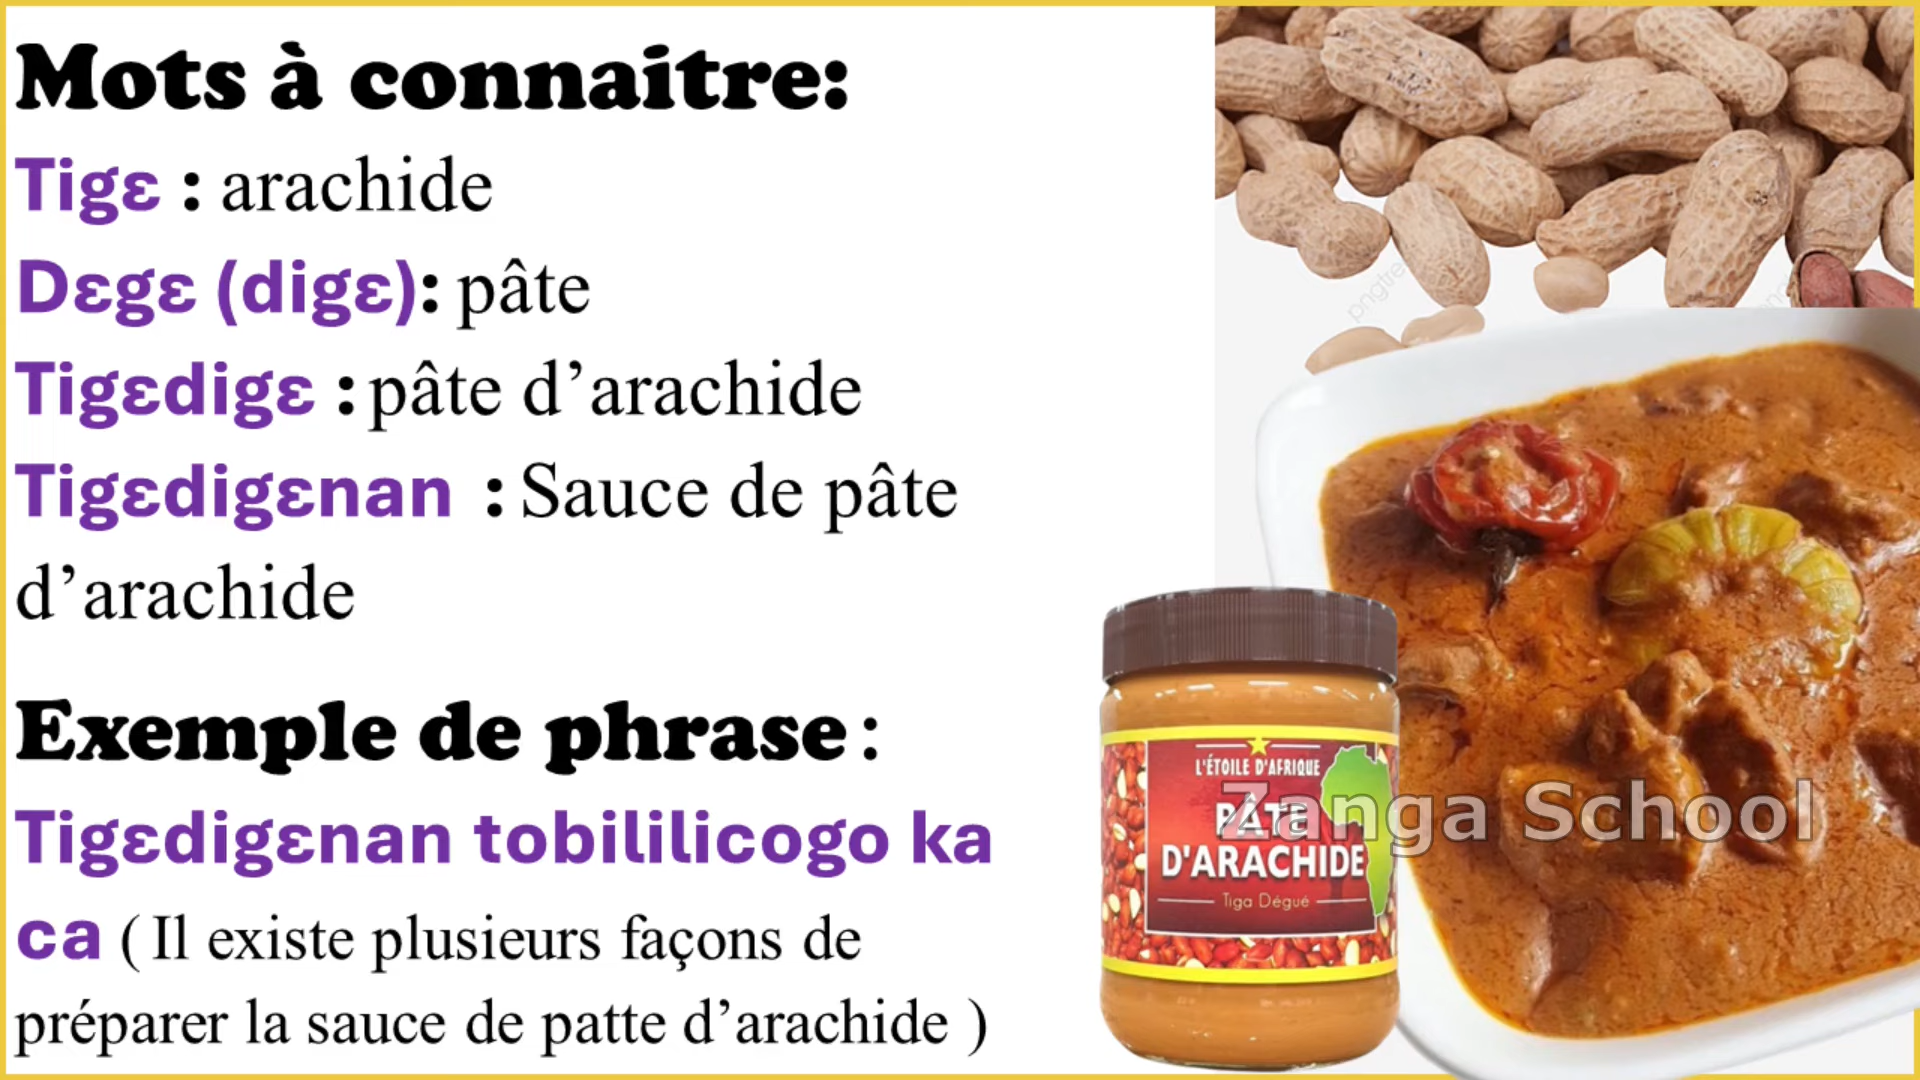 Mots à connaitre:
Tigɛ : arachide
Dɛgɛ (digɛ): pâte
Tigɛdigɛ : pâte d’arachide
Tigɛdigɛnan : Sauce de pâte
d’arachide
Exemple de phrase :
Tigɛdigɛnan tobililicogo ka
ca ( Il existe plusieurs façons de
préparer la sauce de patte d’arachide )
pngtree
L'ÉTOILE D'AFRIQUE
PÂTE
D'ARACHIDE
Tiga Dégué
Zanga School